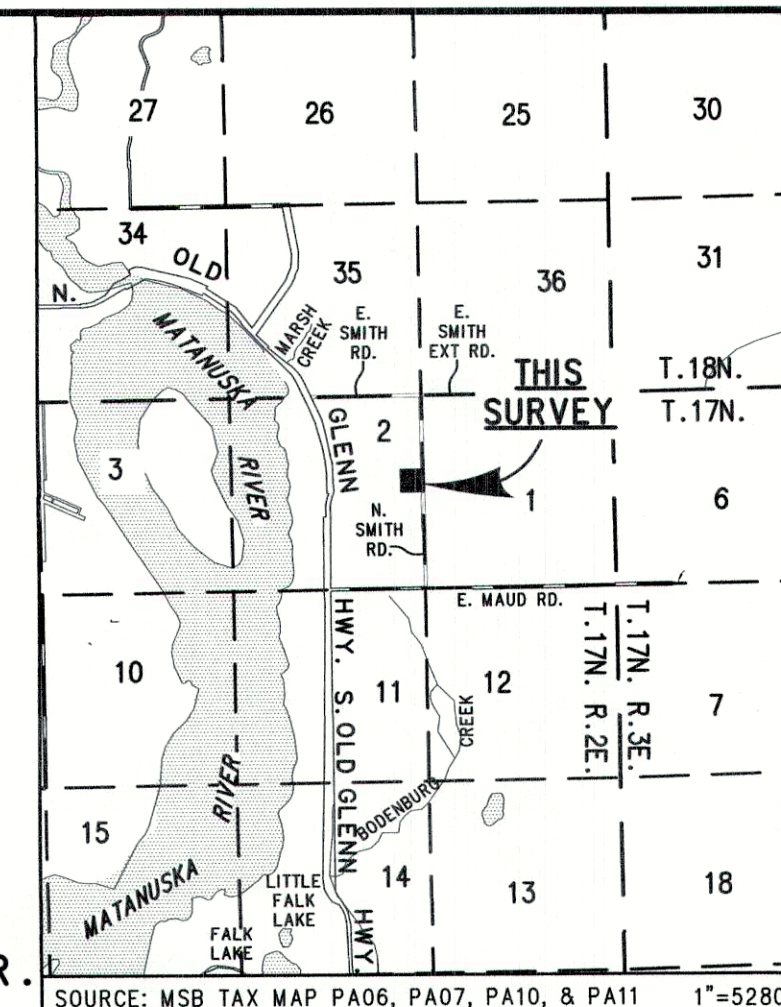 27
26
25
30
34
OLD
35
36
31
N.
MATANUSKA
RIVER
MARSH
CREEK
E.
SMITH
RD.
E.
SMITH
EXT RD.
THIS
SURVEY
T.18N.
T.17N.
3
GLENN
2
1
6
N.
SMITH
RD.
E. MAUD RD.
HWY.
S.OLD GLENN
HWY.
T.17N. R.2E.
T.17N. R.3E.
10
11
12
7
CREEK
BODENBURG
RIVER
MATANUSKA
15
14
13
18
LITTLE
FALK
LAKE
FALK
LAKE
R.
SOURCE: MSB TAX MAP PA06, PA07, PA10, & PA11 1"=5280